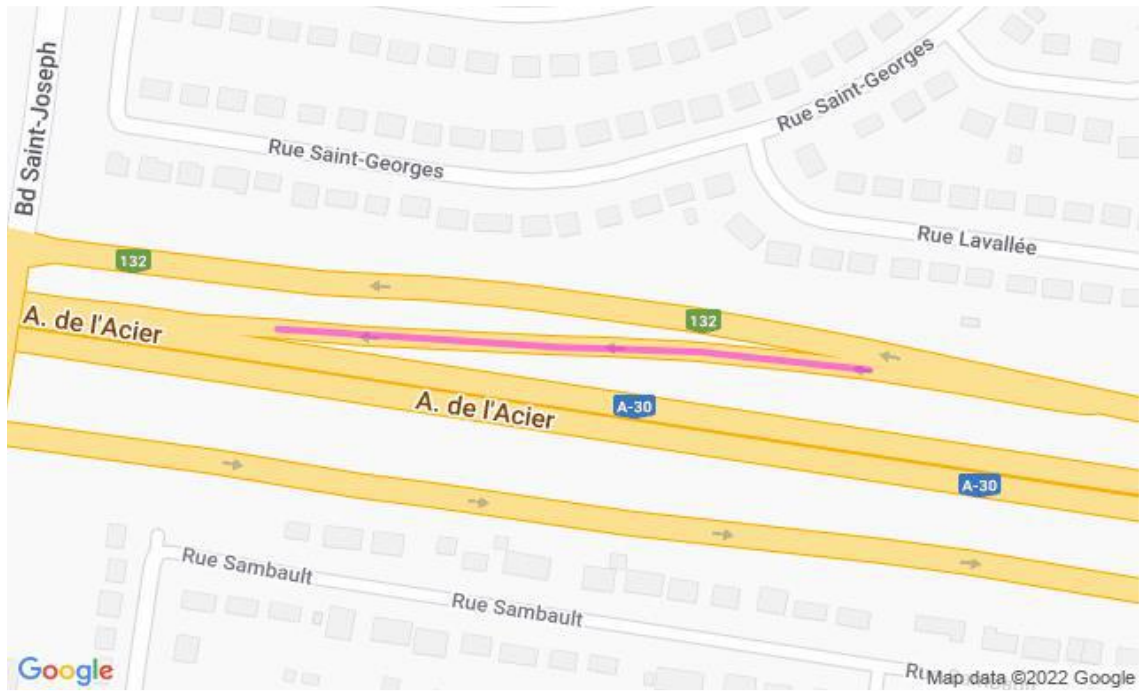 Bd Saint-Joseph
Rue Saint-Georges
Rue Saint-Georges
Rue Lavallée
132
132
A. de l'Acier
A. de l'Acier
A-30
A-30
Rue Sambault
Rue Sambault
Google
Map data ©2022 Google